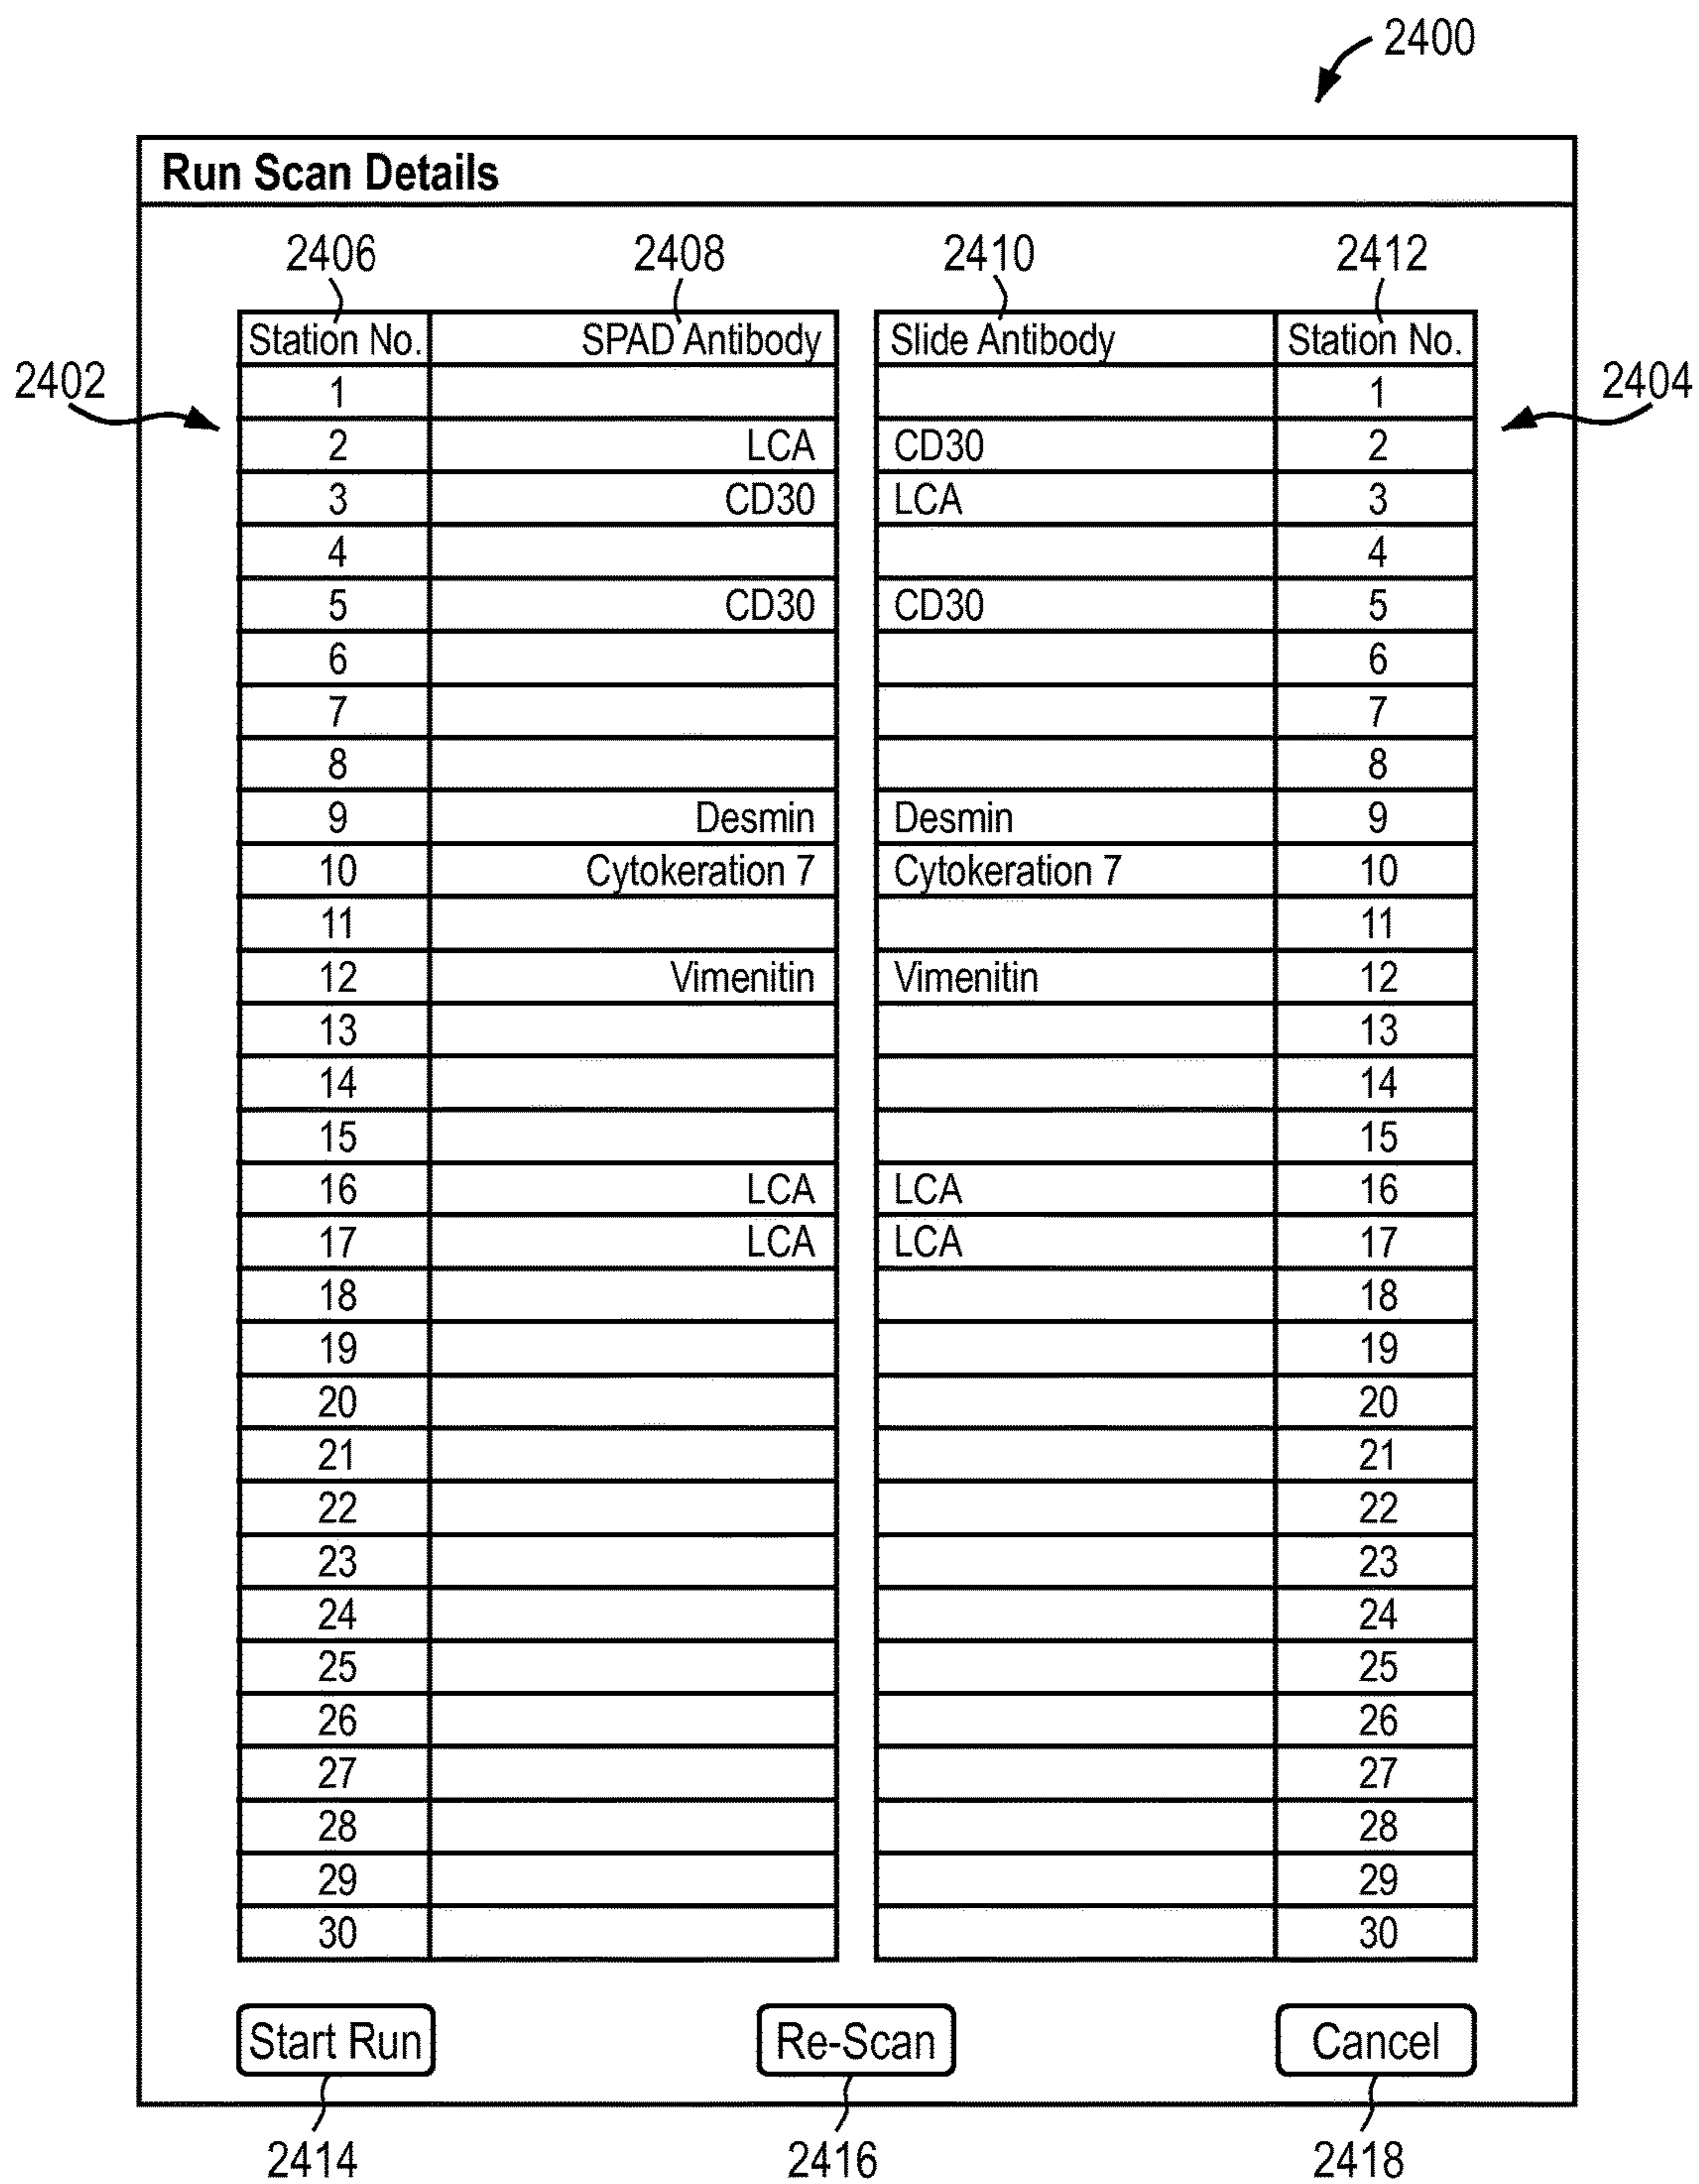 2400
Run Scan Details
2406 2408 2410 2412
Station No. SPAD Antibody Slide Antibody Station No.
2402 1 1 2404
2 LCA CD30 2
3 CD30 LCA 3
4 4
5 CD30 CD30 5
6 6
7 7
8 8
9 Desmin Desmin 9
10 Cytokeration 7 Cytokeration 7 10
11 11
12 Vimenitin Vimenitin 12
13 13
14 14
15 15
16 LCA LCA 16
17 LCA LCA 17
18 18
19 19
20 20
21 21
22 22
23 23
24 24
25 25
26 26
27 27
28 28
29 29
30 30
Start Run Re-Scan Cancel
2414 2416 2418